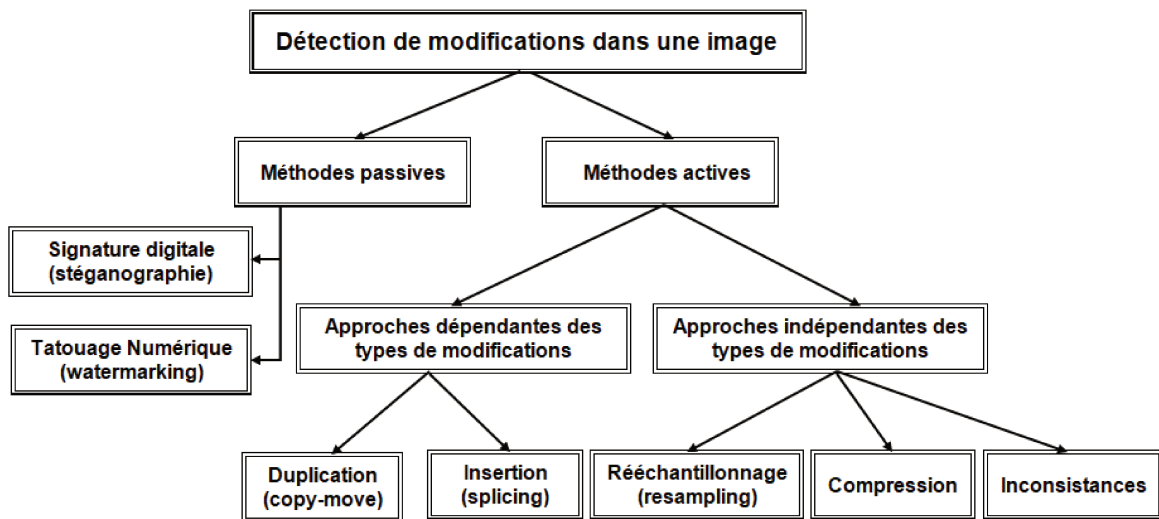 Détection de modifications dans une image
Méthodes passives
Méthodes actives
Signature digitale
(stéganographie)
Tatouage Numérique
(watermarking)
Approches dépendantes des
types de modifications
Approches indépendantes des
types de modifications
Duplication
(copy-move)
Insertion
(splicing)
Rééchantillonnage
(resampling)
Compression
Inconsistances